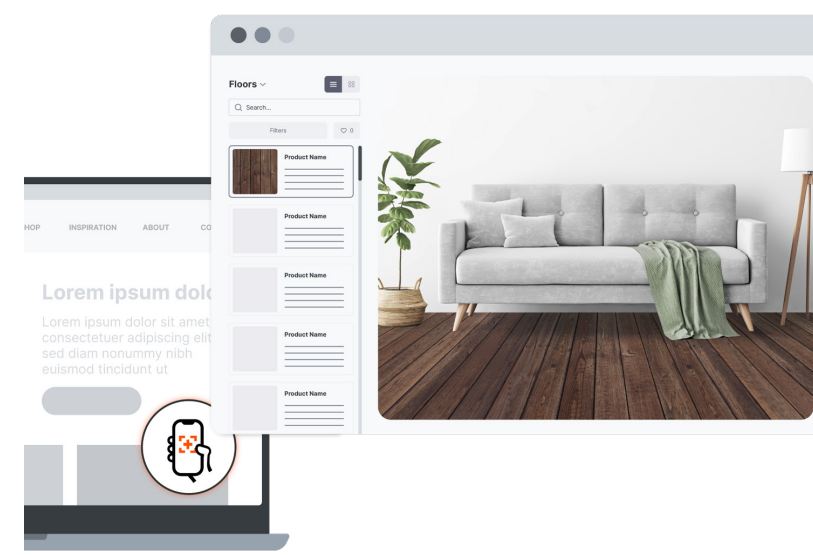 Floors
Search...
Filters
0
Product Name
Product Name
Product Name
Product Name
Product Name
HOP
INSPIRATION
ABOUT
CO
Lorem ipsum dolo
Lorem ipsum dolor sit amet
consectetuer adipiscing elit
sed diam nonummy nibh
euismod tincidunt ut